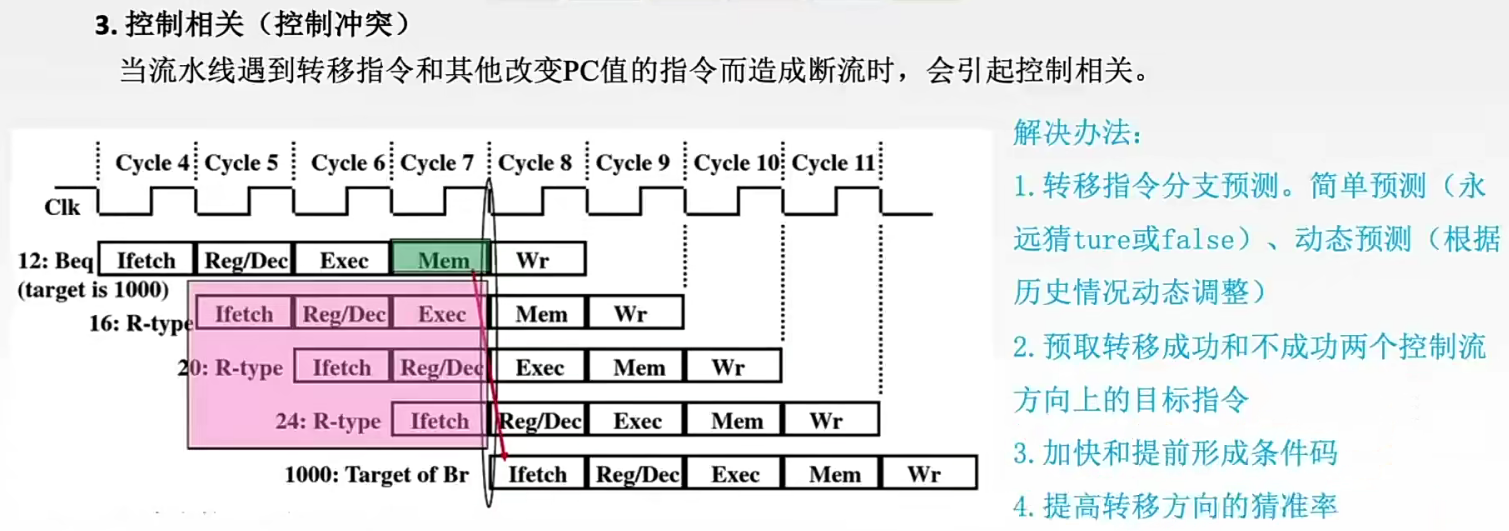 3. 控制相关（控制冲突）
当流水线遇到转移指令和其他改变PC值的指令而造成断流时，会引起控制相关。
Cycle 4 Cycle 5 Cycle 6 Cycle 7 Cycle 8 Cycle 9 Cycle 10 Cycle 11
Clk
12: Beq Ifetch Reg/Dec Exec Mem Wr
(target is 1000)
16: R-type Ifetch Reg/Dec Exec Mem Wr
20: R-type Ifetch Reg/Dec Exec Mem Wr
24: R-type Ifetch Reg/Dec Exec Mem Wr
1000: Target of Br Ifetch Reg/Dec Exec Mem Wr
解决办法：
1.转移指令分支预测。简单预测（永
远猜ture或false）、动态预测（根据
历史情况动态调整）
2.预取转移成功和不成功两个控制流
方向上的目标指令
3.加快和提前形成条件码
4.提高转移方向的猜准率